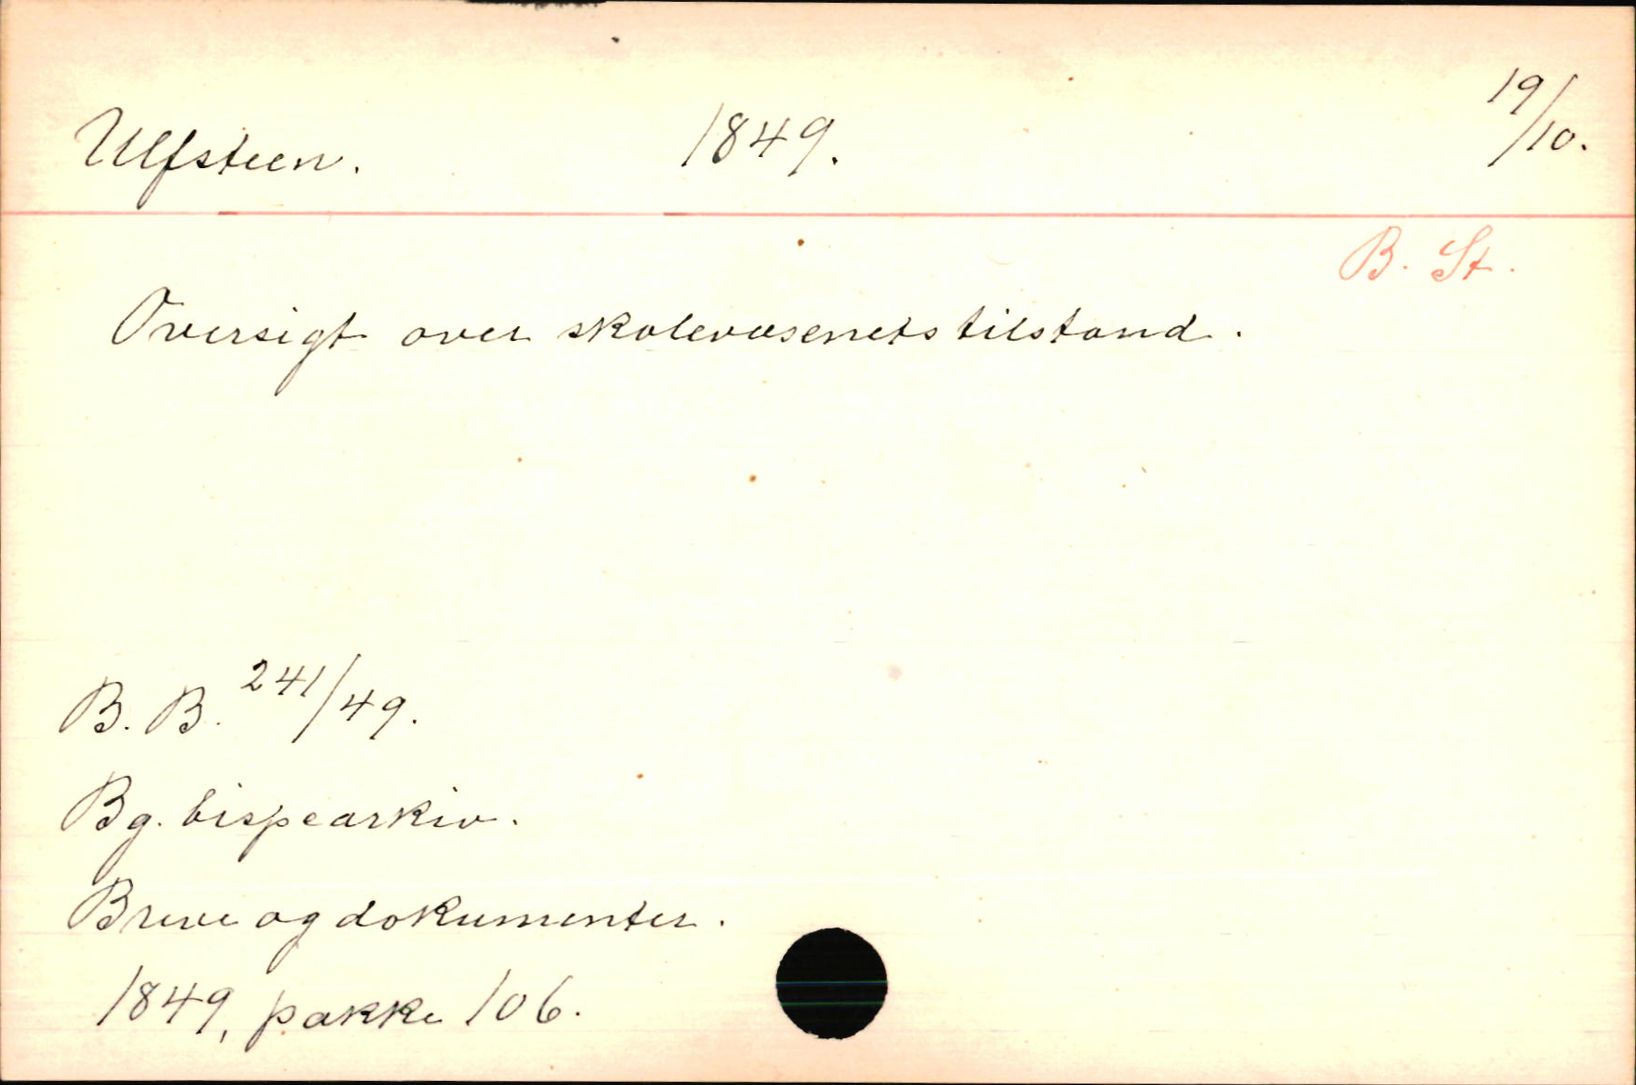 Ulfsteen. 1849. 19/10.
B. St.
Oversigt over skolevæsenets tilstand.
B. B. 241/49.
Bg. bispearkiv.
Breve og dokumenter.
1849, pakke 106.